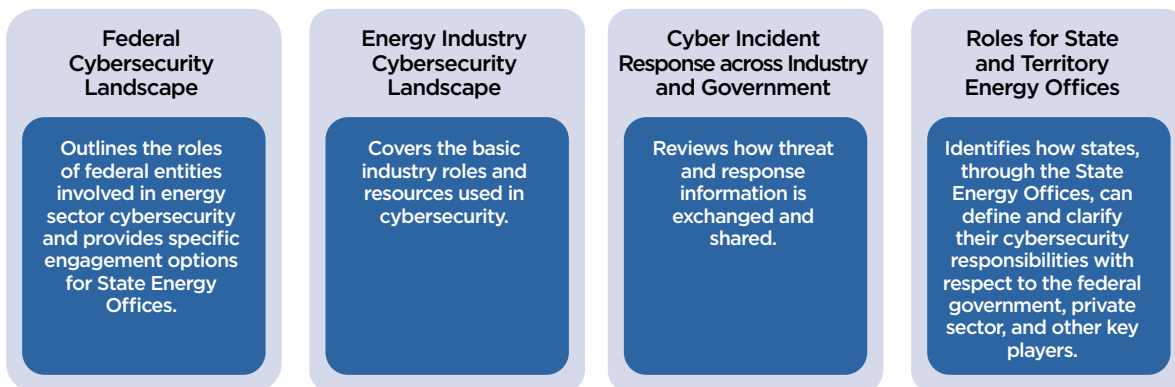 Federal
Cybersecurity
Landscape
Outlines the roles
of federal entities
involved in energy
sector cybersecurity
and provides specific
engagement options
for State Energy
Offices.
Energy Industry
Cybersecurity
Landscape
Covers the basic
industry roles and
resources used in
cybersecurity.
Cyber Incident
Response across Industry
and Government
Reviews how threat
and response
information is
exchanged and
shared.
Roles for State
and Territory
Energy Offices
Identifies how states,
through the State
Energy Offices, can
define and clarify
their cybersecurity
responsibilities with
respect to the federal
government, private
sector, and other key
players.